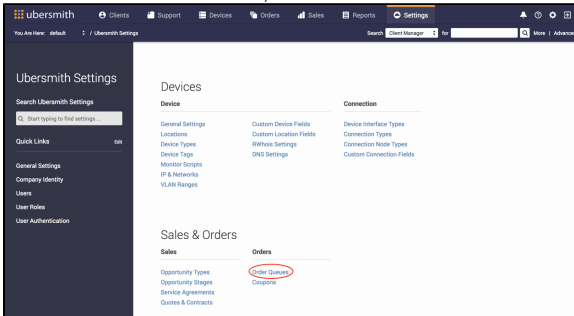 ubersmith Clients Support Devices Orders Sales Reports Settings
You Are Here: default / Ubersmith Settings Search Client Manager for More | Advance
Ubersmith Settings
Search Ubersmith Settings
Start typing to find settings ...
Quick Links Edit
General Settings
Company Identity
Users
User Roles
User Authentication
Devices
Device Connection
General Settings Custom Device Fields Device Interface Types
Locations Custom Location Fields Connection Types
Device Types RWhois Settings Connection Node Types
Device Tags DNS Settings Custom Connection Fields
Monitor Scripts
IP & Networks
VLAN Ranges
Sales & Orders
Sales Orders
Opportunity Types Order Queues
Opportunity Stages Coupons
Service Agreements
Quotes & Contracts